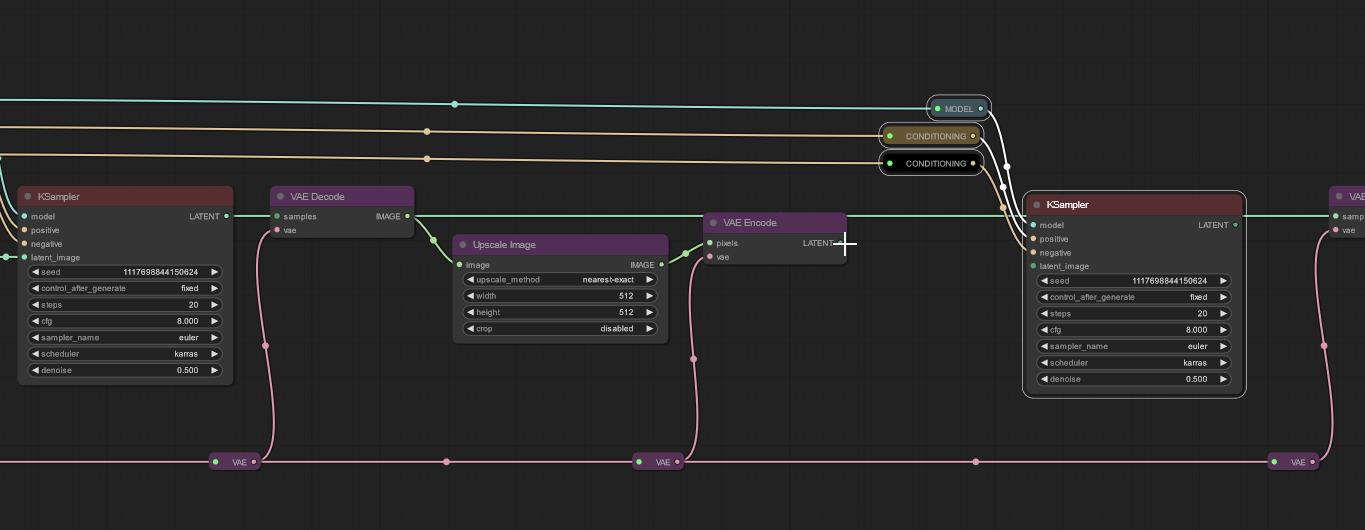 MODEL
CONDITIONING
CONDITIONING
KSampler
model LATENT
positive
negative
latent_image
seed 1117698844150624
control_after_generate fixed
steps 20
cfg 8.000
sampler_name euler
scheduler karras
denoise 0.500
VAE Decode
samples IMAGE
vae
Upscale Image
image IMAGE
upscale_method nearest-exact
width 512
height 512
crop disabled
VAE Encode
pixels LATENT
vae
KSampler
model LATENT
positive
negative
latent_image
seed 1117698844150624
control_after_generate fixed
steps 20
cfg 8.000
sampler_name euler
scheduler karras
denoise 0.500
VAE
samp
vae
VAE
VAE
VAE